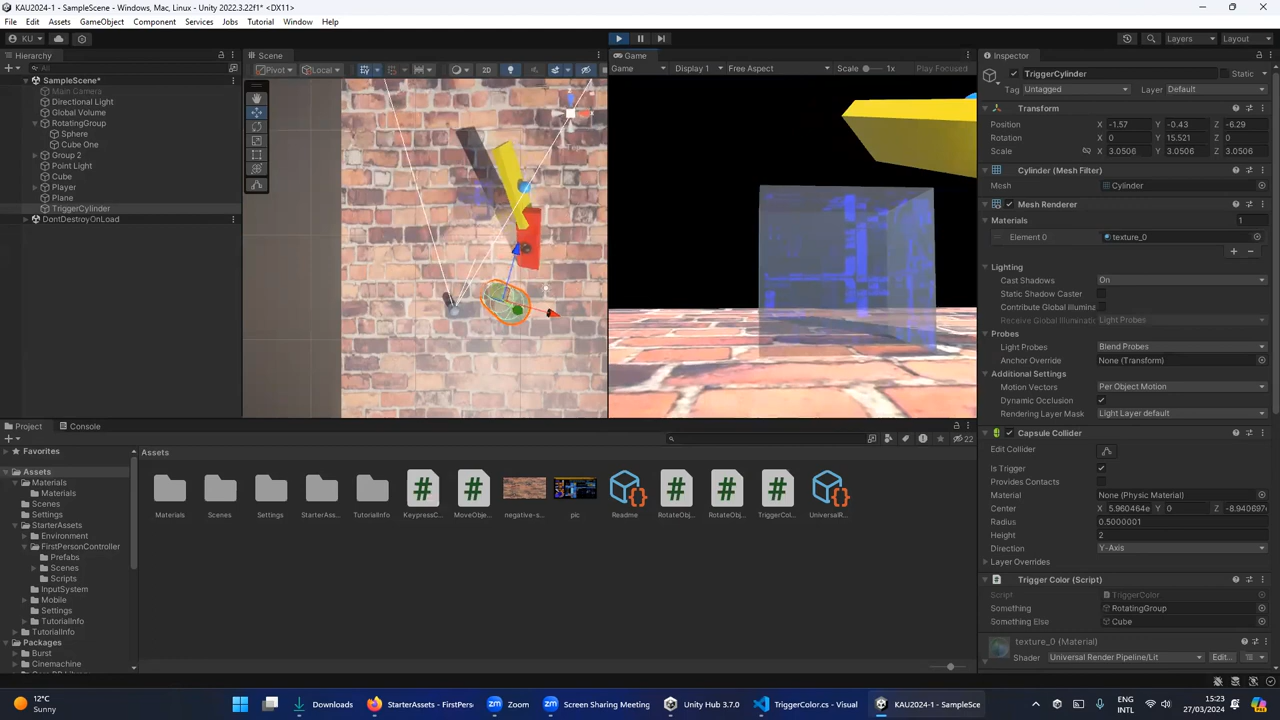 KAU2024-1 - SampleScene - Windows, Mac, Linux - Unity 2022.3.22f1* <DX11>
File Edit Assets GameObject Component Services Jobs Tutorial Window Help
KU
Layers
Layout
Hierarchy
All
SampleScene*
Main Camera
Directional Light
Global Volume
RotatingGroup
Sphere
Cube One
Group 2
Point Light
Cube
Player
Plane
TriggerCylinder
DontDestroyOnLoad
Scene
Pivot
Local
2D
Game
Game
Display 1
Free Aspect
Scale
1x
Play Focused
Inspector
TriggerCylinder
Static
Tag Untagged
Layer Default
Transform
Position X -1.57 Y -0.43 Z -6.29
Rotation X 0 Y 15.521 Z 0
Scale X 3.0506 Y 3.0506 Z 3.0506
Cylinder (Mesh Filter)
Mesh Cylinder
Mesh Renderer
Materials 1
Element 0 texture_0
Lighting
Cast Shadows On
Static Shadow Caster
Contribute Global Illumina
Receive Global Illuminat Light Probes
Probes
Light Probes Blend Probes
Anchor Override None (Transform)
Additional Settings
Motion Vectors Per Object Motion
Dynamic Occlusion
Rendering Layer Mask Light Layer default
Capsule Collider
Edit Collider
Is Trigger
Provides Contacts
Material None (Physic Material)
Center X 5.960464e Y 0 Z -8.940697
Radius 0.5000001
Height 2
Direction Y-Axis
Layer Overrides
Trigger Color (Script)
Script TriggerColor
Something RotatingGroup
Something Else Cube
texture_0 (Material)
Shader Universal Render Pipeline/Lit Edit...
Project
Console
22
Favorites
Assets
Materials
Materials
Scenes
Settings
StarterAssets
Environment
FirstPersonController
Prefabs
Scenes
Scripts
InputSystem
Mobile
Settings
TutorialInfo
TutorialInfo
Packages
Burst
Cinemachine
Assets
Materials
Scenes
Settings
StarterAss...
TutorialInfo
KeypressC...
MoveObje...
negative-s...
pic
Readme
RotateObj...
RotateObj...
TriggerCol...
UniversalR...
12°C
Sunny
Downloads
StarterAssets - FirstPers
Zoom
Screen Sharing Meeting
Unity Hub 3.7.0
TriggerColor.cs - Visual
KAU2024-1 - SampleSce
ENG
INTL
15:23
27/03/2024